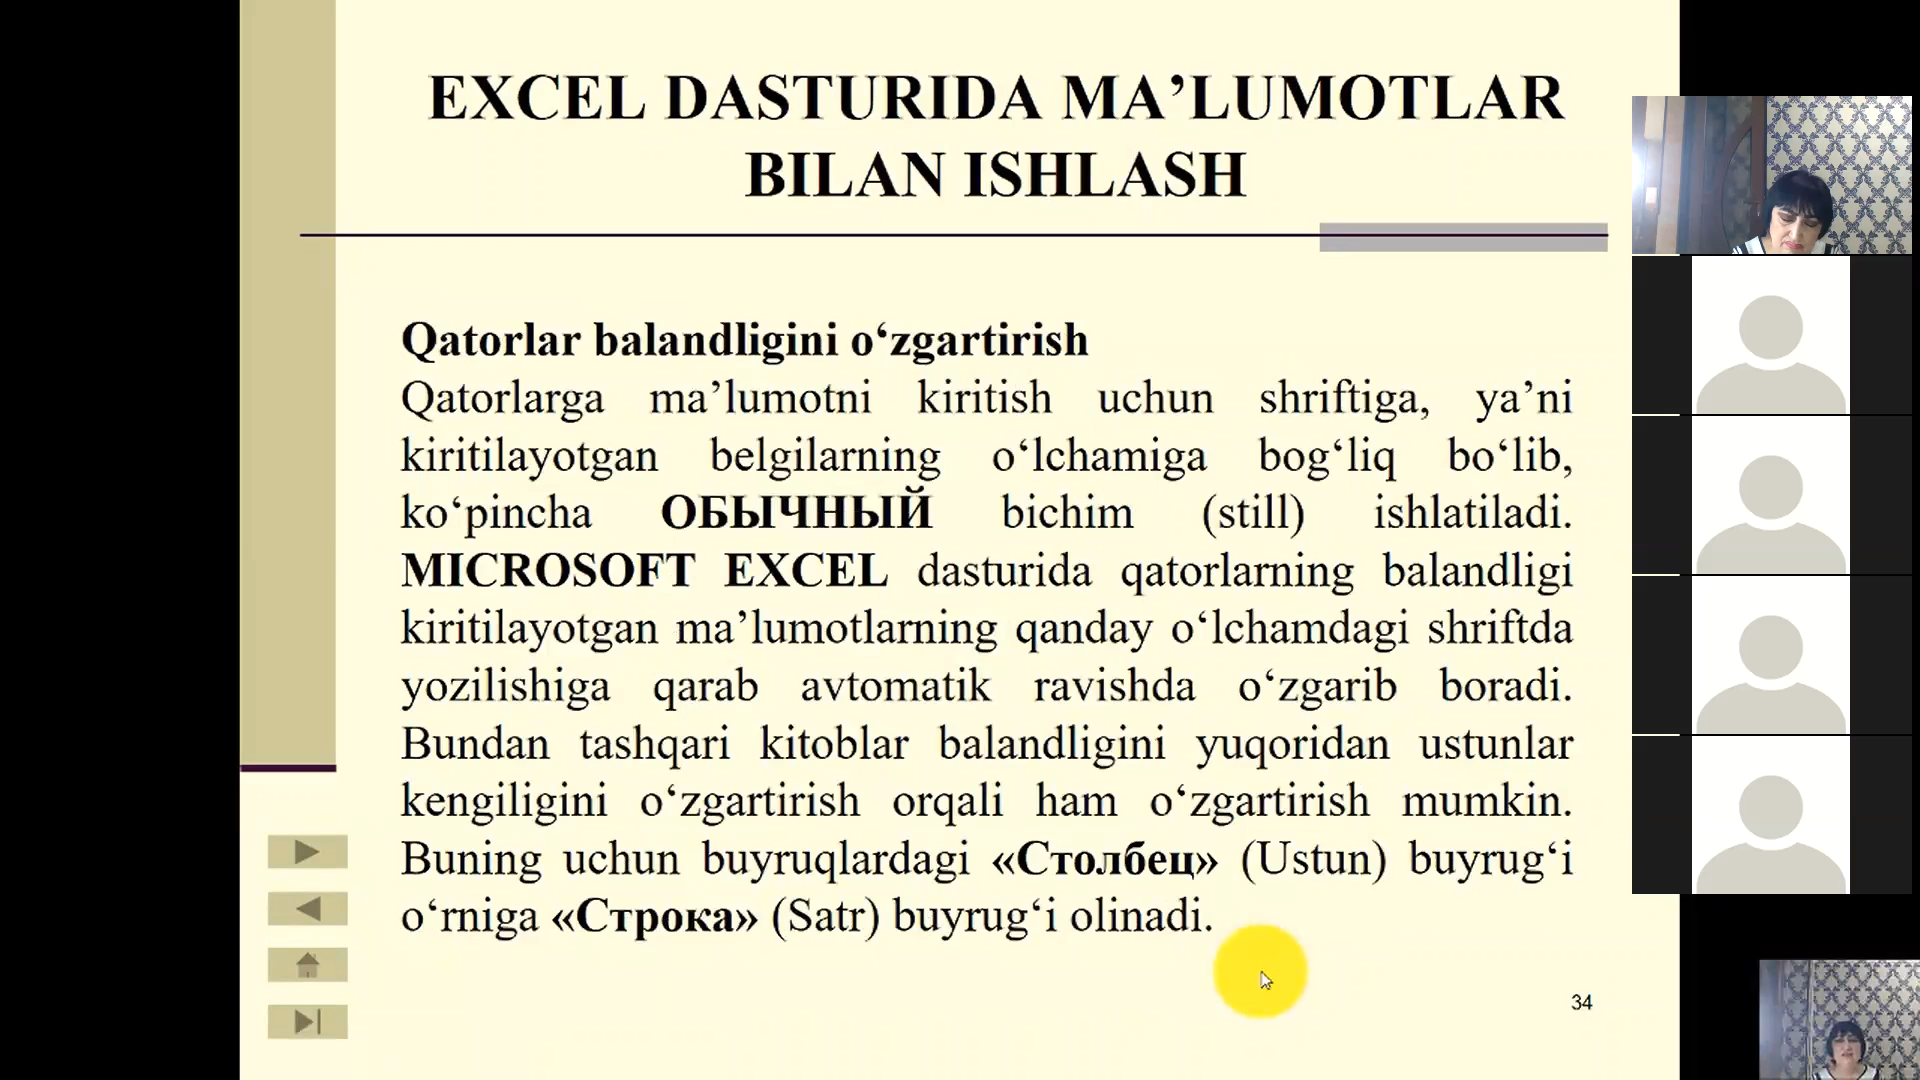 EXCEL DASTURIDA MA’LUMOTLAR
BILAN ISHLASH
Qatorlar balandligini o‘zgartirish
Qatorlarga ma’lumotni kiritish uchun shriftiga, ya’ni
kiritilayotgan belgilarning o‘lchamiga bog‘liq bo‘lib,
ko‘pincha ОБЫЧНЫЙ bichim (still) ishlatiladi.
MICROSOFT EXCEL dasturida qatorlarning balandligi
kiritilayotgan ma’lumotlarning qanday o‘lchamdagi shriftda
yozilishiga qarab avtomatik ravishda o‘zgarib boradi.
Bundan tashqari kitoblar balandligini yuqoridan ustunlar
kengiligini o‘zgartirish orqali ham o‘zgartirish mumkin.
Buning uchun buyruqlardagi «Столбец» (Ustun) buyrug‘i
o‘rniga «Строка» (Satr) buyrug‘i olinadi.
34